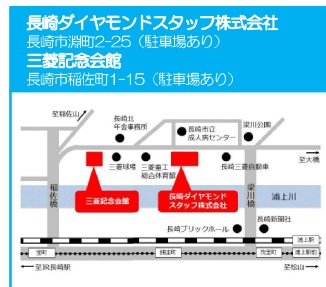 長崎ダイヤモンドスタッフ株式会社
長崎市淵町2-25（駐車場あり）
三菱記念会館
長崎市稲佐町1-15（駐車場あり）
至稲佐山
長崎北
年金事務所
長崎市立
成人病センター
梁川公園
至大橋
三菱球場
三菱重工
総合体育館
長崎三菱自動車
稲佐橋
三菱記念会館
長崎ダイヤモンド
スタッフ株式会社
梁川橋
浦上川
長崎新聞社
長崎ブリックホール
浦上駅
宝町
銭座町
茂里町
浦上駅前
至JR長崎駅
至松山